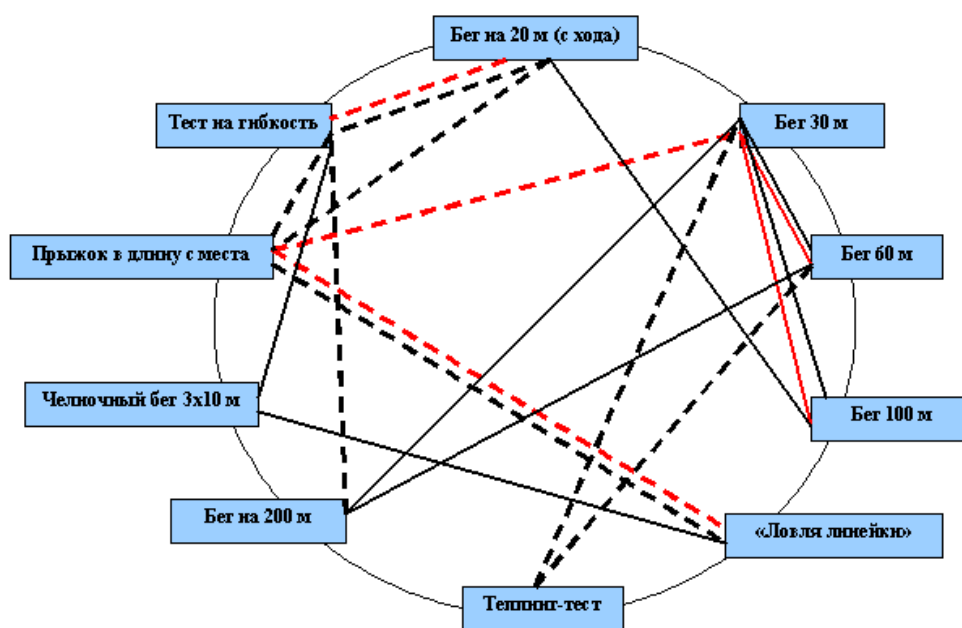 Бег на 20 м (с хода)
Тест на гибкость
Бег 30 м
Прыжок в длину с места
Бег 60 м
Челночный бег 3х10 м
Бег 100 м
Бег на 200 м
«Ловля линейки»
Теппинг-тест